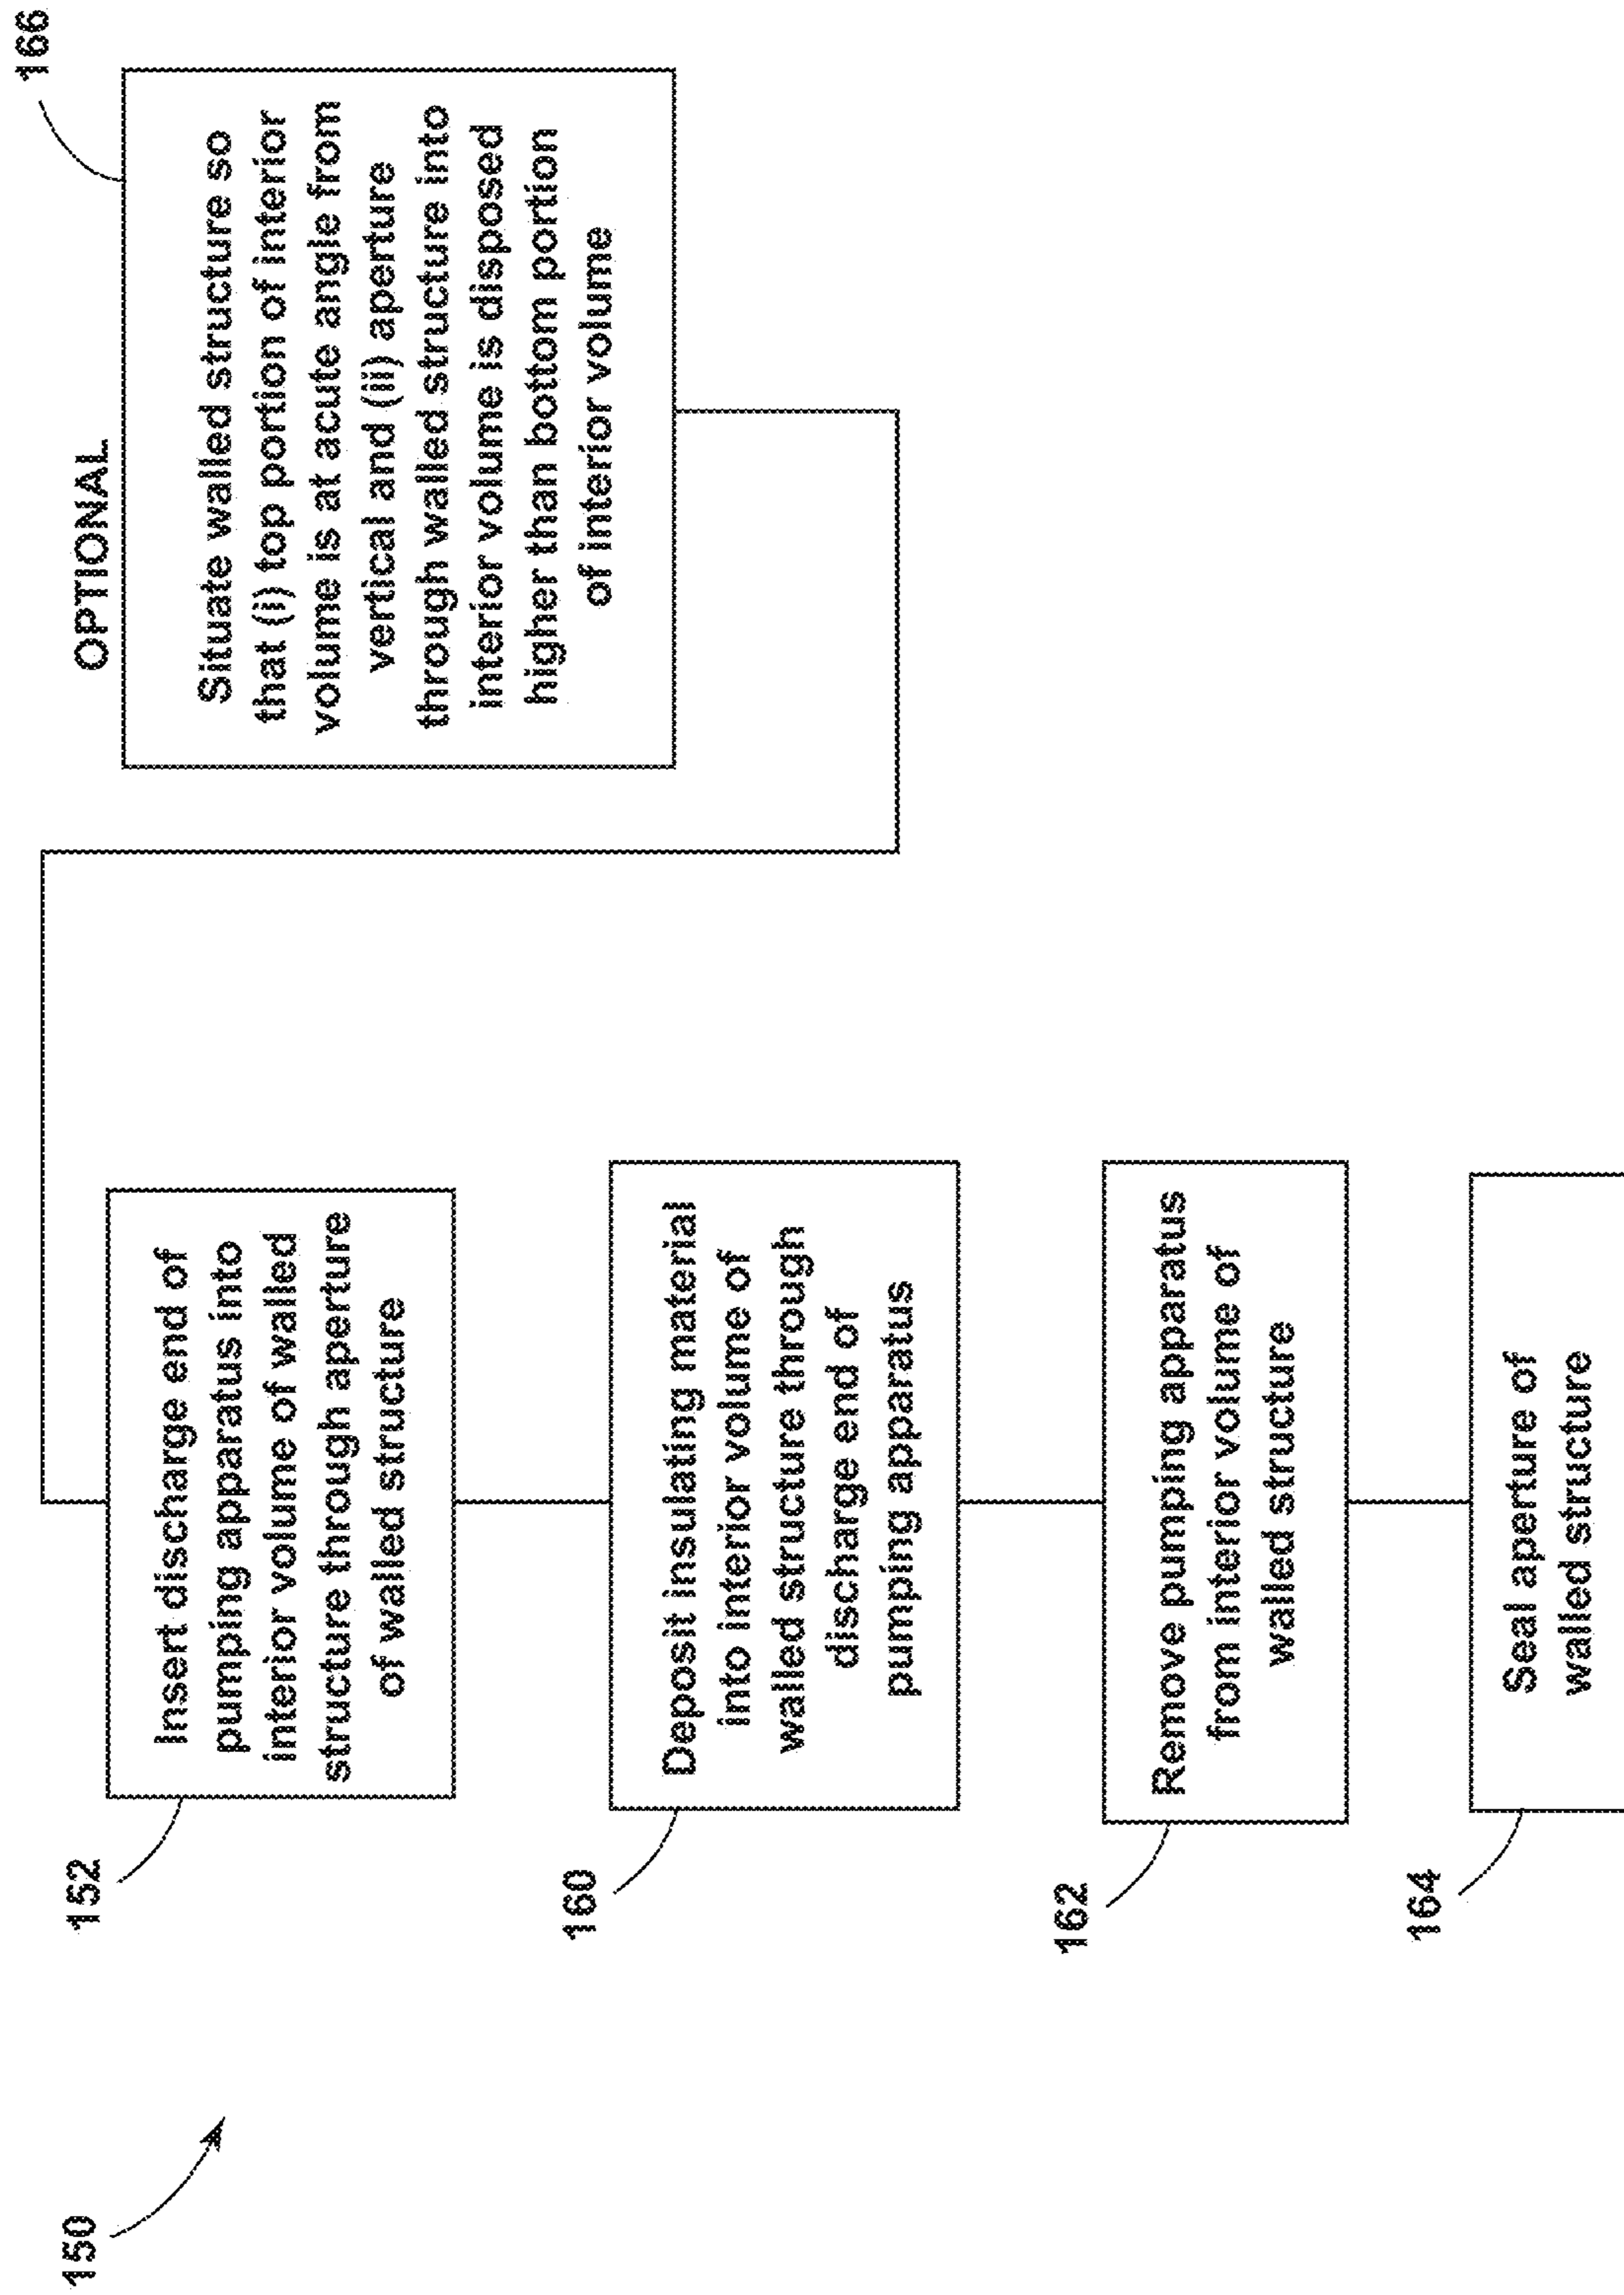 150
152
Insert discharge end of
pumping apparatus into
interior volume of walled
structure through aperture
of walled structure
160
Deposit insulating material
into interior volume of
walled structure through
discharge end of
pumping apparatus
162
Remove pumping apparatus
from interior volume of
walled structure
164
Seal aperture of
walled structure
OPTIONAL
166
Situate walled structure so
that (i) top portion of interior
volume is at acute angle from
vertical and (ii) aperture
through walled structure into
interior volume is disposed
higher than bottom portion
of interior volume